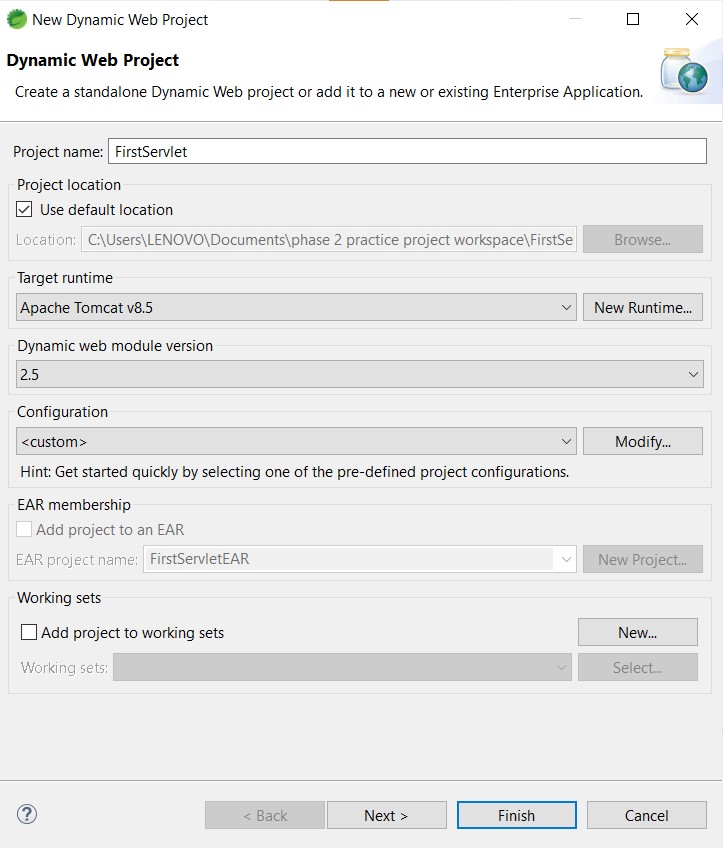 New Dynamic Web Project
Dynamic Web Project
Create a standalone Dynamic Web project or add it to a new or existing Enterprise Application.
Project name: FirstServlet
Project location
Use default location
Location: C:\Users\LENOVO\Documents\phase 2 practice project workspace\FirstSe Browse...
Target runtime
Apache Tomcat v8.5 New Runtime...
Dynamic web module version
2.5
Configuration
<custom> Modify...
Hint: Get started quickly by selecting one of the pre-defined project configurations.
EAR membership
Add project to an EAR
EAR project name: FirstServletEAR New Project...
Working sets
Add project to working sets New...
Working sets: Select...
? < Back Next > Finish Cancel